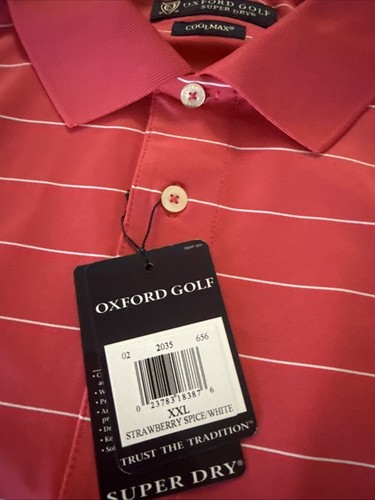 OXFORD GOLF
SUPER DRY®
COOLMAX®
OXFORD GOLF
02 2035 656
0 23783 18387 6
XXL
STRAWBERRY SPICE/WHITE
TRUST THE TRADITION™
SUPER DRY®